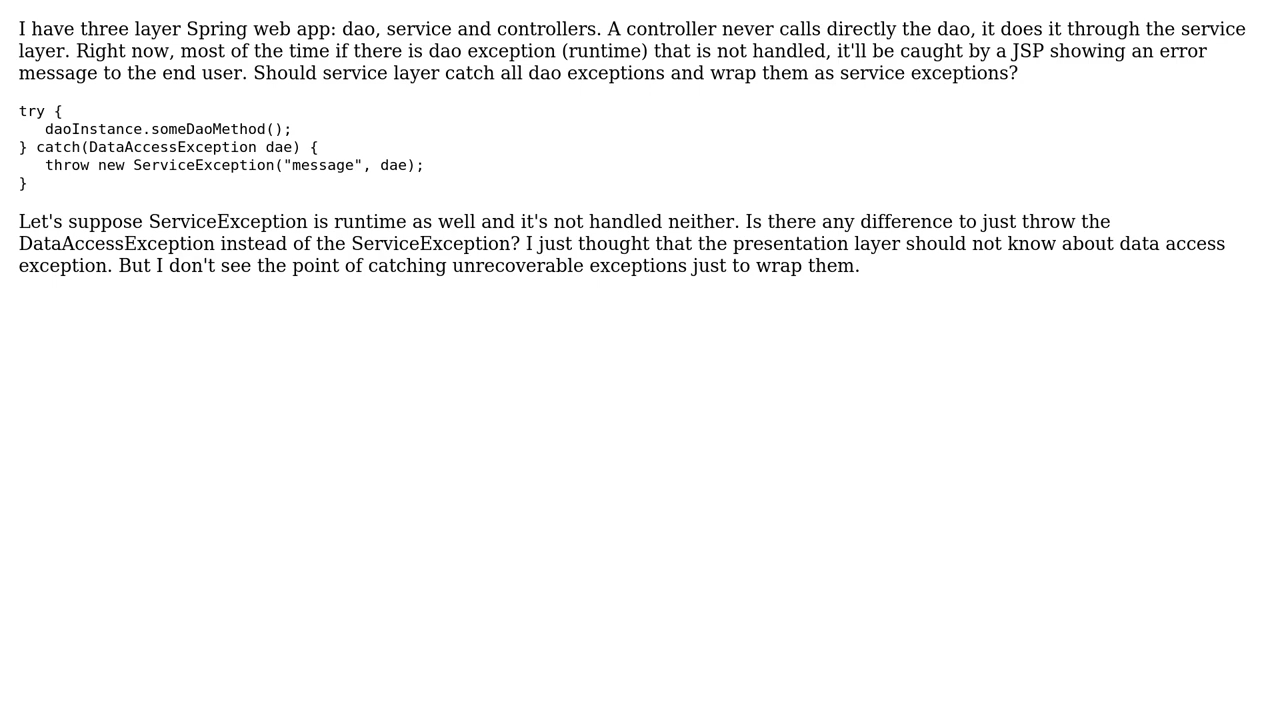 I have three layer Spring web app: dao, service and controllers. A controller never calls directly the dao, it does it through the service
layer. Right now, most of the time if there is dao exception (runtime) that is not handled, it'll be caught by a JSP showing an error
message to the end user. Should service layer catch all dao exceptions and wrap them as service exceptions?
try {
   daoInstance.someDaoMethod();
} catch(DataAccessException dae) {
   throw new ServiceException("message", dae);
}
Let's suppose ServiceException is runtime as well and it's not handled neither. Is there any difference to just throw the
DataAccessException instead of the ServiceException? I just thought that the presentation layer should not know about data access
exception. But I don't see the point of catching unrecoverable exceptions just to wrap them.